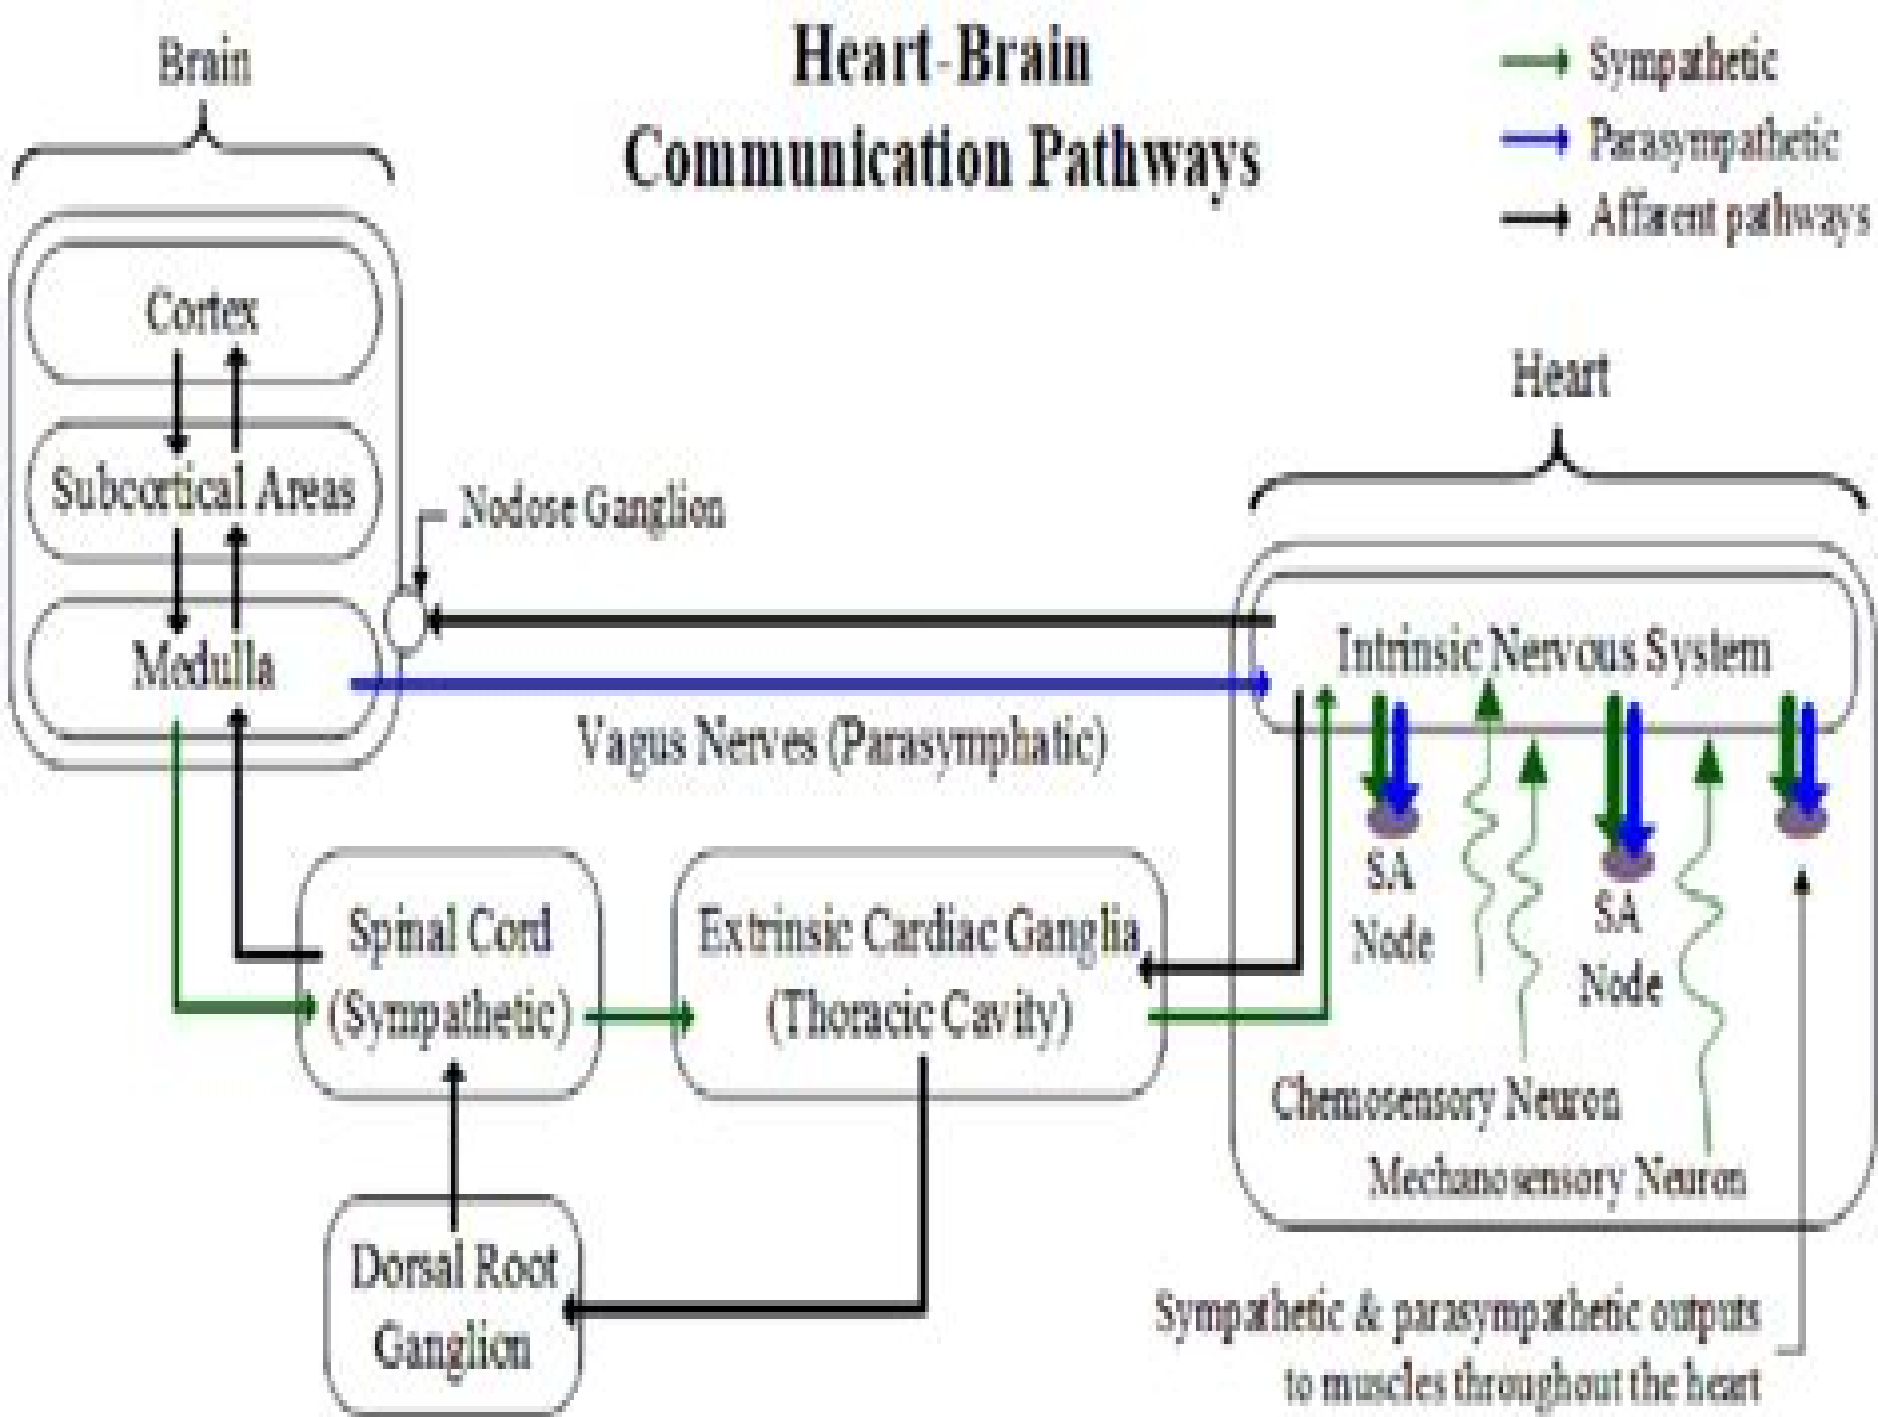 Brain
Heart-Brain
Communication Pathways
Sympathetic
Parasympathetic
Affarent pathways
Cortex
Subcortical Areas
Medulla
Nodose Ganglion
Heart
Intrinsic Nervous System
Vagus Nerves (Parasymphatic)
Spinal Cord
(Sympathetic)
Extrinsic Cardiac Ganglia
(Thoracic Cavity)
SA
Node
SA
Node
Chemosensory Neuron
Mechanosensory Neuron
Dorsal Root
Ganglion
Sympathetic & parasympathetic outputs
to muscles throughout the heart